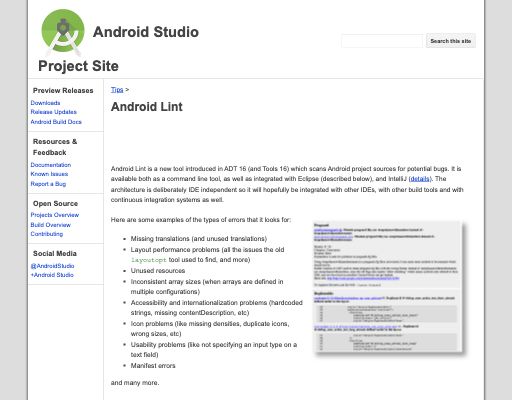 Android Studio
Project Site
Search this site
Preview Releases
Downloads
Release Updates
Android Build Docs
Resources &
Feedback
Documentation
Known Issues
Report a Bug
Open Source
Projects Overview
Build Overview
Contributing
Social Media
@AndroidStudio
+Android Studio
Tips >
Android Lint
Android Lint is a new tool introduced in ADT 16 (and Tools 16) which scans Android project sources for potential bugs. It is
available both as a command line tool, as well as integrated with Eclipse (described below), and IntelliJ (details). The
architecture is deliberately IDE independent so it will hopefully be integrated with other IDEs, with other build tools and with
continuous integration systems as well.
Here are some examples of the types of errors that it looks for:
Missing translations (and unused translations)
Layout performance problems (all the issues the old
layoutopt tool used to find, and more)
Unused resources
Inconsistent array sizes (when arrays are defined in
multiple configurations)
Accessibility and internationalization problems (hardcoded
strings, missing contentDescription, etc)
Icon problems (like missing densities, duplicate icons,
wrong sizes, etc)
Usability problems (like not specifying an input type on a
text field)
Manifest errors
and many more.